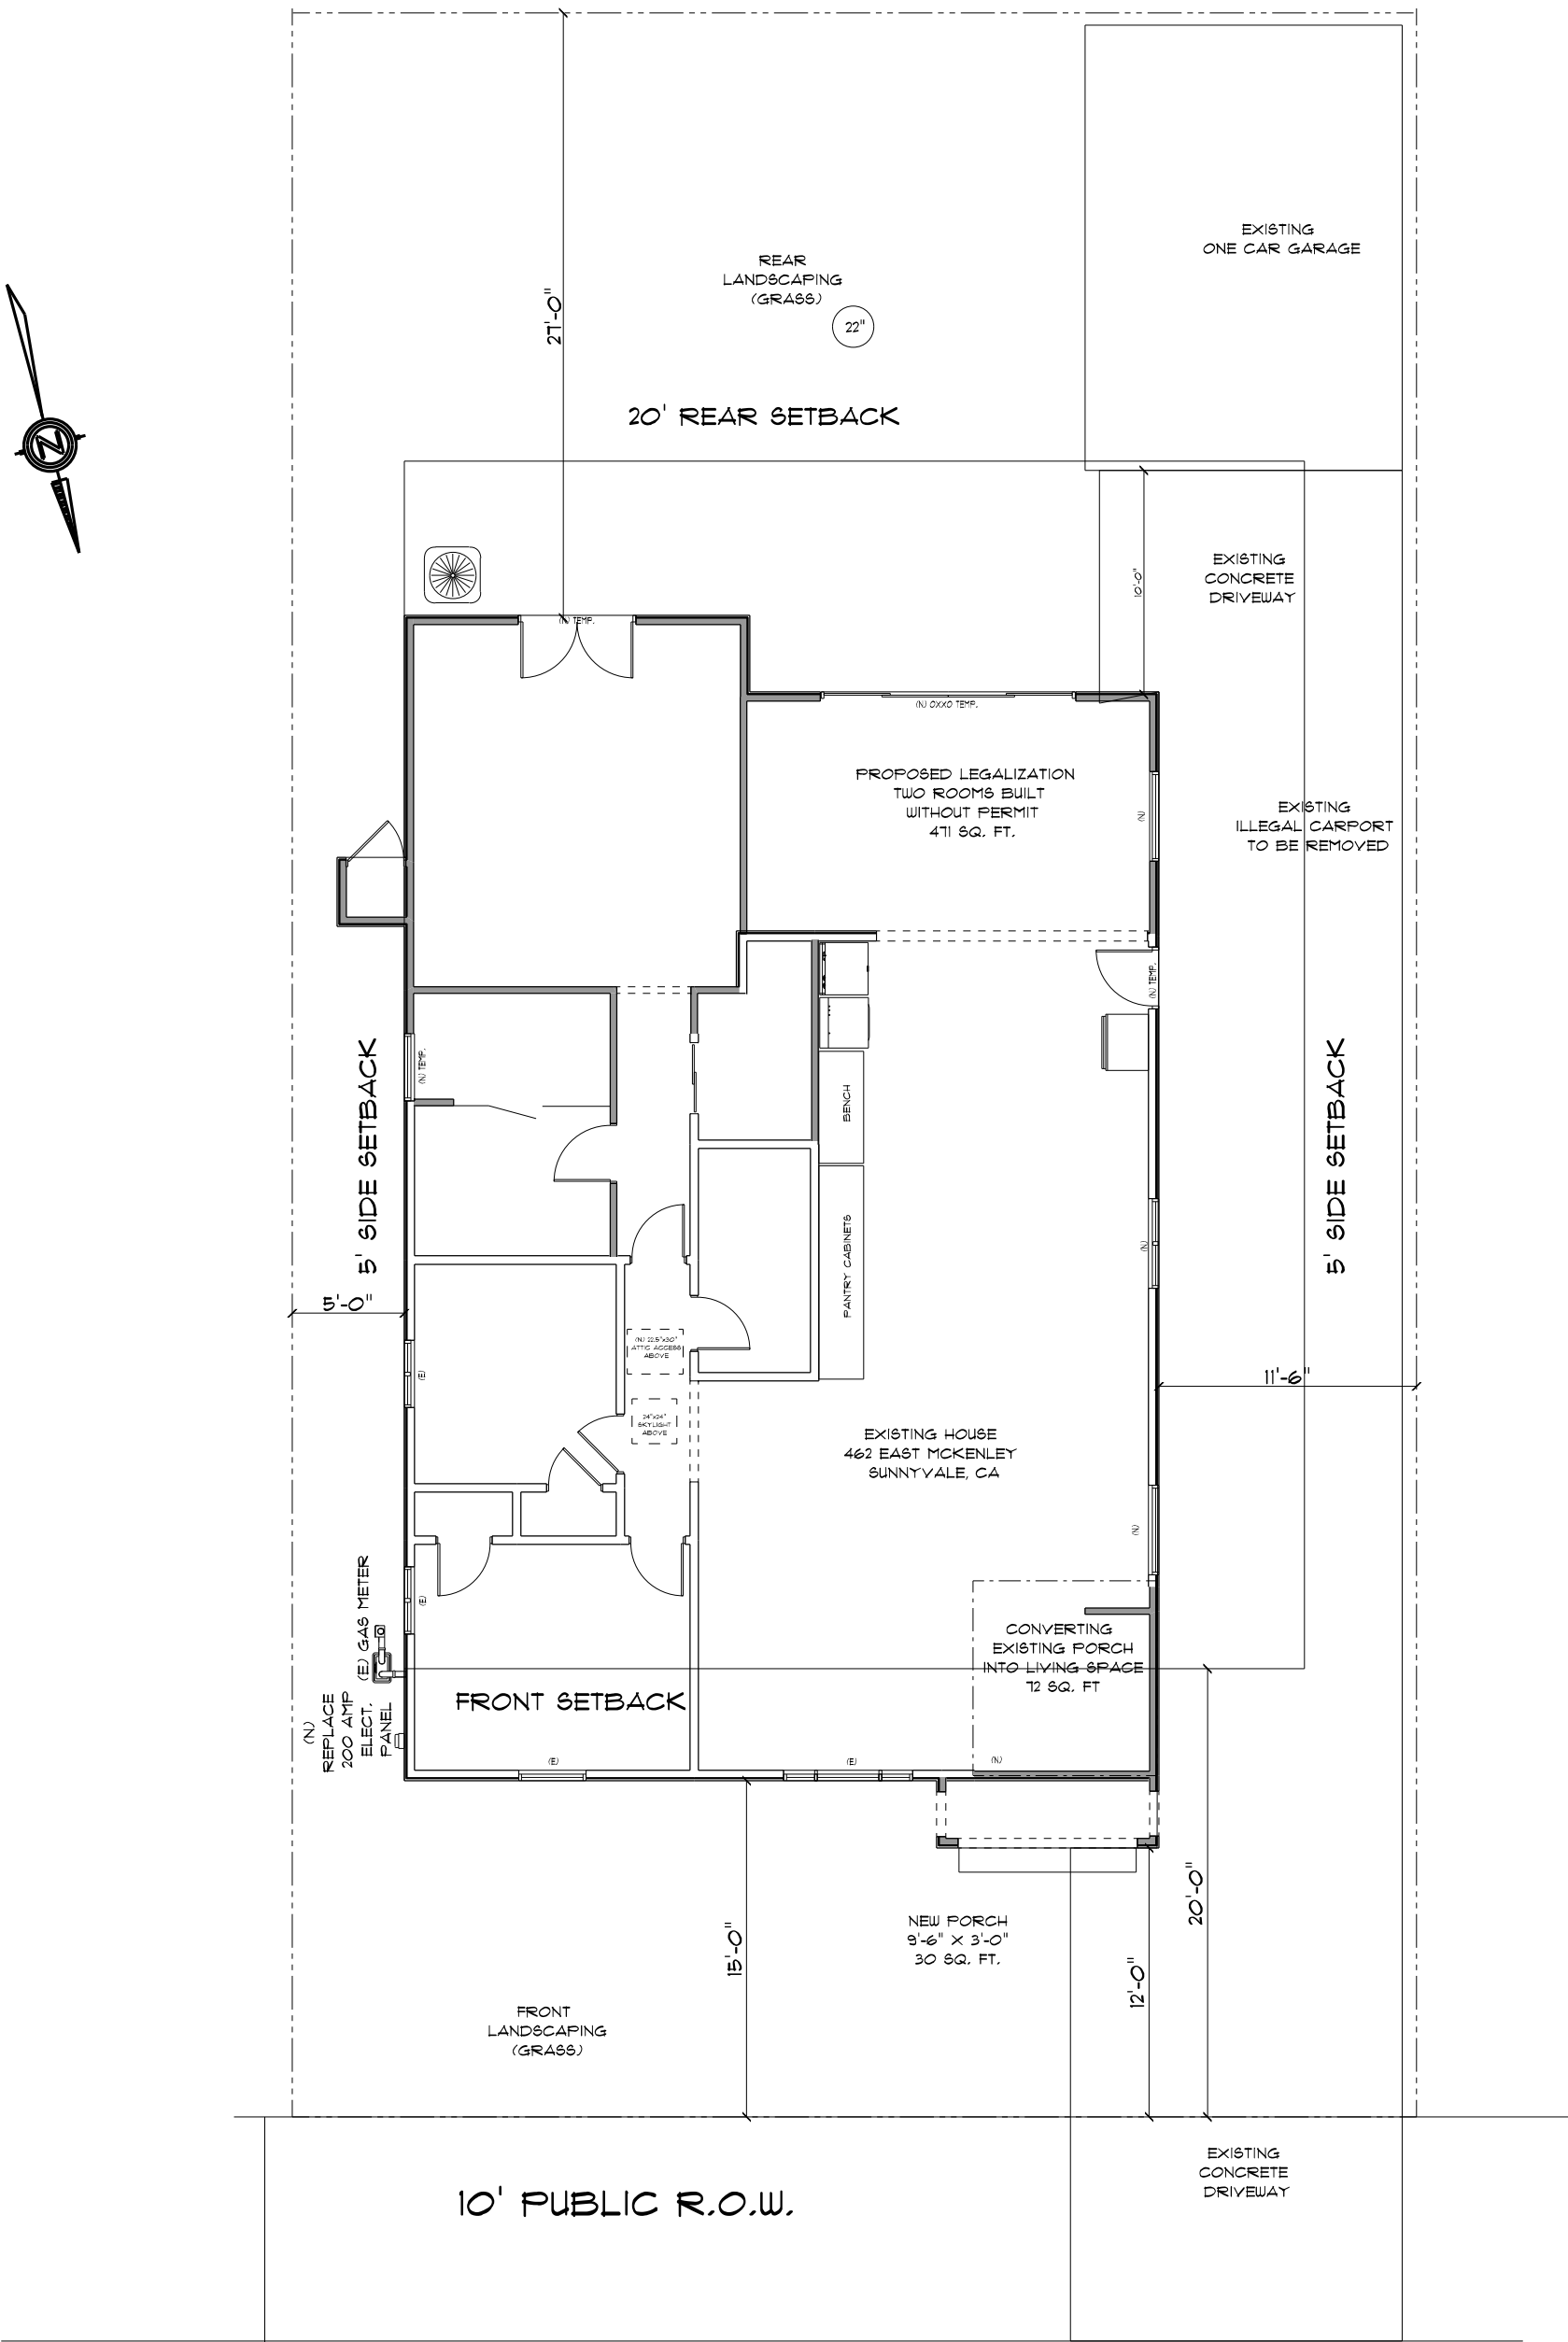 EXISTING
ONE CAR GARAGE
REAR
LANDSCAPING
(GRASS)
22"
27'-0"
20' REAR SETBACK
N
EXISTING
CONCRETE
DRIVEWAY
10'-0"
(N) TEMP.
(N) OXXO TEMP.
PROPOSED LEGALIZATION
TWO ROOMS BUILT
WITHOUT PERMIT
471 SQ. FT.
(N)
EXISTING
ILLEGAL CARPORT
TO BE REMOVED
(N) TEMP.
(N) TEMP.
BENCH
5' SIDE SETBACK
5' SIDE SETBACK
PANTRY CABINETS
(N)
5'-0"
(N) 22.5"x30"
ATTIC ACCESS
ABOVE
(E)
11'-6"
24"x24"
SKYLIGHT
ABOVE
EXISTING HOUSE
462 EAST MCKENLEY
SUNNYVALE, CA
(N)
(E)
(E) GAS METER
CONVERTING
EXISTING PORCH
INTO LIVING SPACE
72 SQ. FT
FRONT SETBACK
(N)
REPLACE
200 AMP
ELECT.
PANEL
(E)
(E)
(N)
15'-0"
NEW PORCH
9'-6" X 3'-0"
30 SQ. FT.
20'-0"
12'-0"
FRONT
LANDSCAPING
(GRASS)
10' PUBLIC R.O.W.
EXISTING
CONCRETE
DRIVEWAY